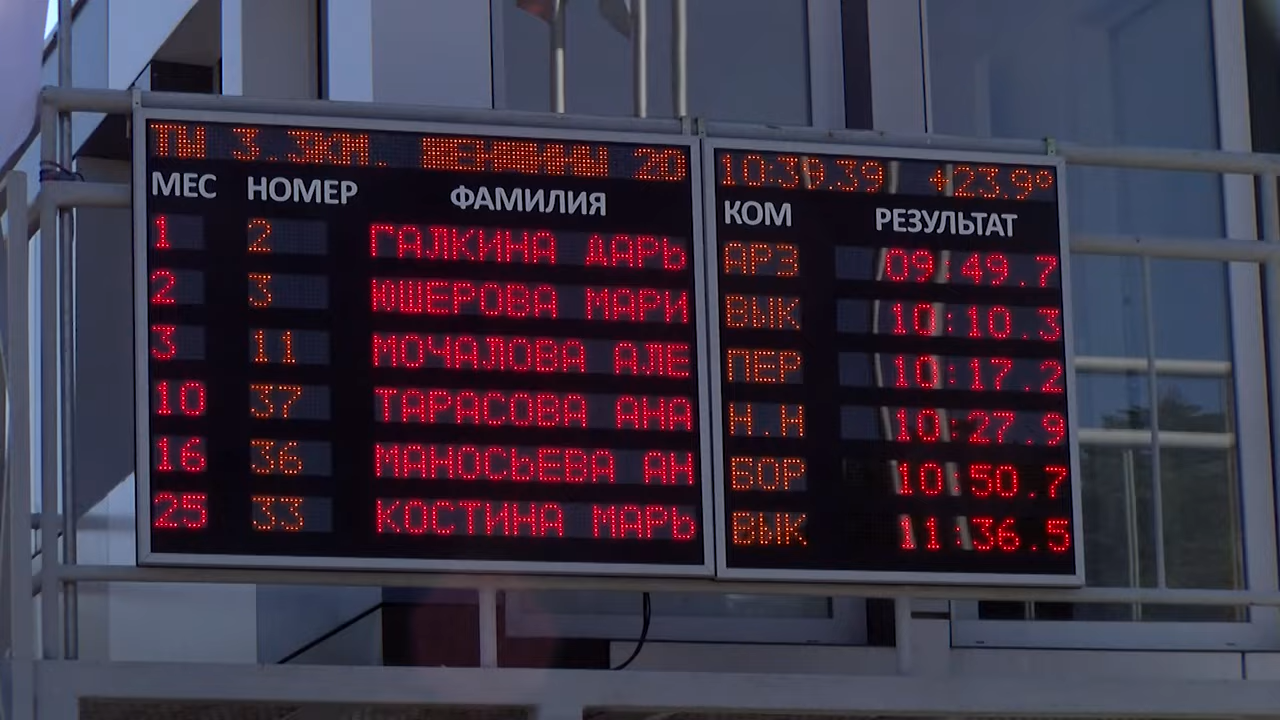 ТЫ 3.3КМ. ЖЕНЩИНЫ 20 10:39.39 +23.9°
МЕС НОМЕР ФАМИЛИЯ КОМ РЕЗУЛЬТАТ
1 2 ГАЛКИНА ДАРЬ АРЗ 09:49.7
2 3 ЮШЕРОВА МАРИ ВЫК 10:10.3
3 11 МОЧАЛОВА АЛЕ ПЕР 10:17.2
10 37 ТАРАСОВА АНА Н.Н 10:27.9
16 36 МАНОСЬЕВА АН БОР 10:50.7
25 33 КОСТИНА МАРЬ ВЫК 11:36.5